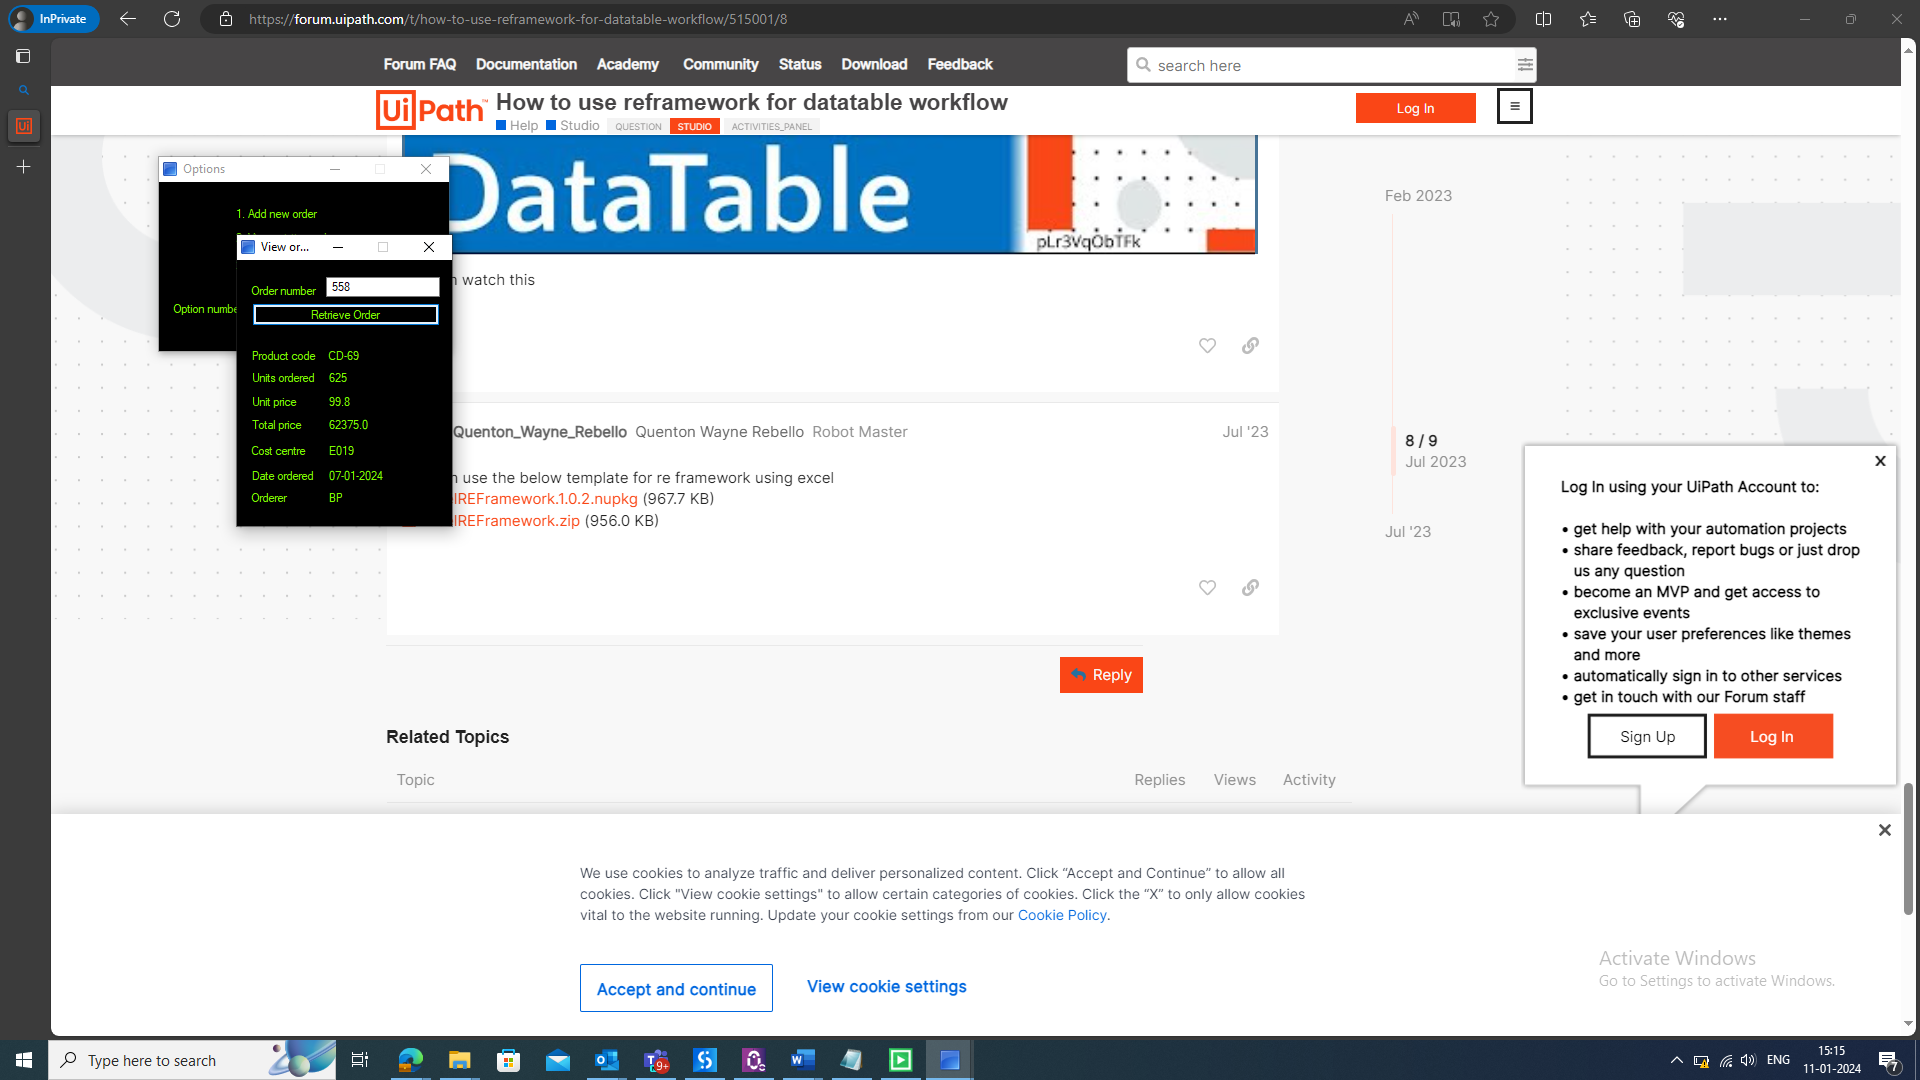 InPrivate
https://forum.uipath.com/t/how-to-use-reframework-for-datatable-workflow/515001/8
Forum FAQ Documentation Academy Community Status Download Feedback
search here
UiPath
How to use reframework for datatable workflow
Help Studio QUESTION STUDIO ACTIVITIES_PANEL
Log In
DataTable
pLr3VqObTFk
watch this
Options
1. Add new order
Option numbe
View or...
Order number 558
Retrieve Order
Product code CD-69
Units ordered 625
Unit price 99.8
Total price 62375.0
Cost centre E019
Date ordered 07-01-2024
Orderer BP
Quenton_Wayne_Rebello Quenton Wayne Rebello Robot Master
Jul '23
use the below template for re framework using excel
lREFramework.1.0.2.nupkg (967.7 KB)
lREFramework.zip (956.0 KB)
Reply
Feb 2023
8 / 9
Jul 2023
Jul '23
X
Log In using your UiPath Account to:
• get help with your automation projects
• share feedback, report bugs or just drop
us any question
• become an MVP and get access to
exclusive events
• save your user preferences like themes
and more
• automatically sign in to other services
• get in touch with our Forum staff
Sign Up Log In
Related Topics
Topic Replies Views Activity
We use cookies to analyze traffic and deliver personalized content. Click “Accept and Continue” to allow all
cookies. Click "View cookie settings" to allow certain categories of cookies. Click the “X” to only allow cookies
vital to the website running. Update your cookie settings from our Cookie Policy.
Accept and continue View cookie settings
Activate Windows
Go to Settings to activate Windows.
Type here to search
9+
ENG
15:15
11-01-2024
7